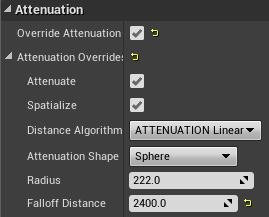 Attenuation
Override Attenuation
Attenuation Overrides
Attenuate
Spatialize
Distance Algorithm ATTENUATION Linear
Attenuation Shape Sphere
Radius 222.0
Falloff Distance 2400.0